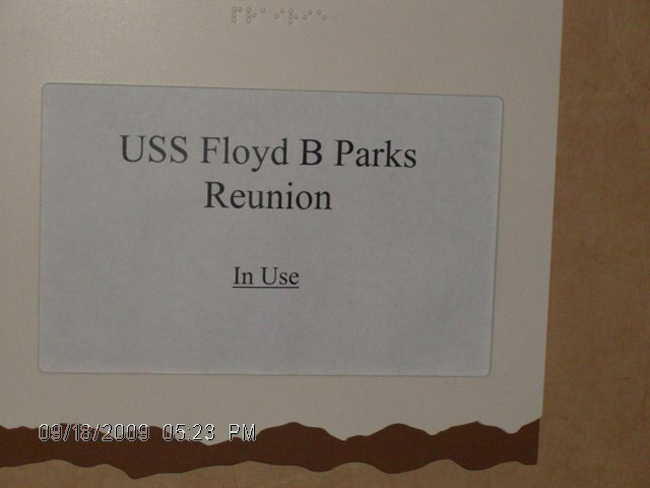 USS Floyd B Parks
Reunion
In Use
09/18/2009 05:23 PM